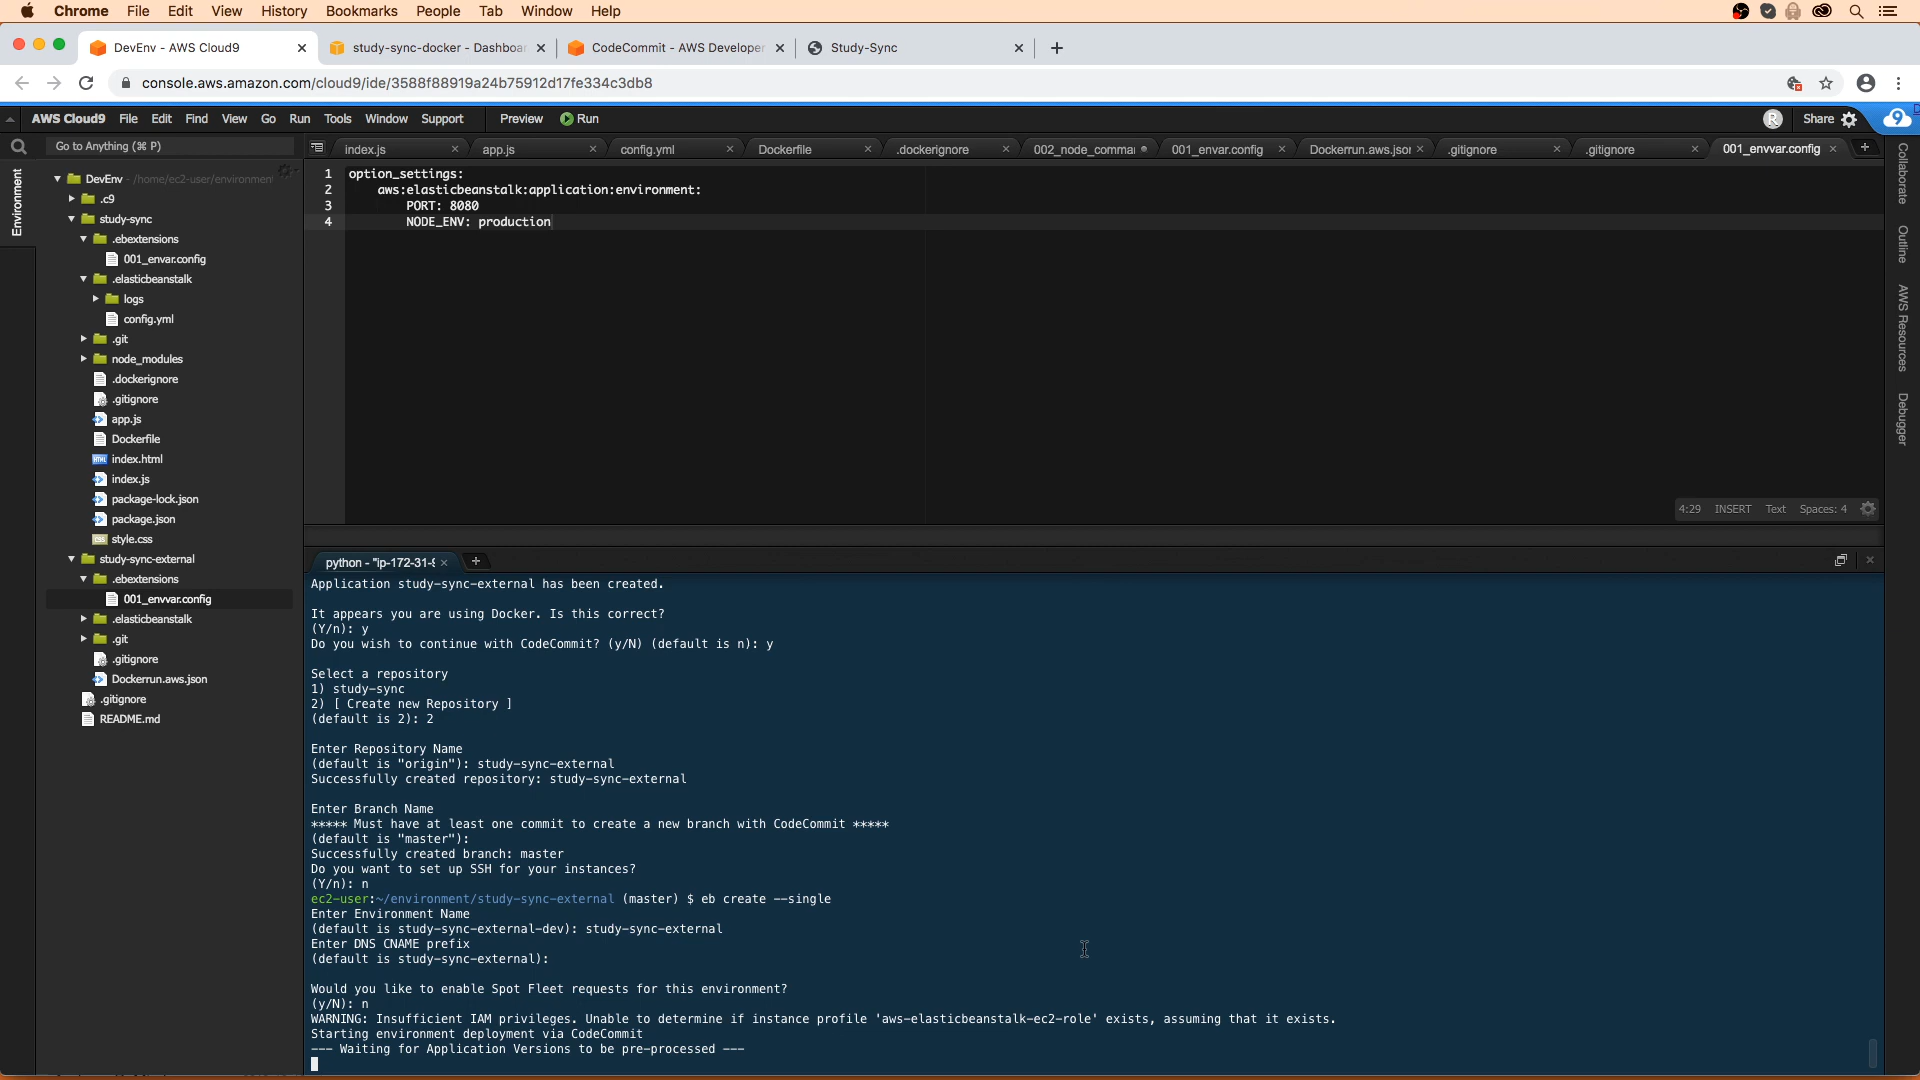 Chrome File Edit View History Bookmarks People Tab Window Help
DevEnv - AWS Cloud9
study-sync-docker - Dashboa
CodeCommit - AWS Developer
Study-Sync
console.aws.amazon.com/cloud9/ide/3588f88919a24b75912d17fe334c3db8
AWS Cloud9 File Edit Find View Go Run Tools Window Support Preview Run
R Share 9
Go to Anything (⌘ P)
index.js app.js config.yml Dockerfile .dockerignore 002_node_comma 001_envar.config Dockerrun.aws.jsor .gitignore .gitignore 001_envvar.config
Environment
DevEnv - /home/ec2-user/environment
.c9
study-sync
.ebextensions
001_envar.config
.elasticbeanstalk
logs
config.yml
.git
node_modules
.dockerignore
.gitignore
app.js
Dockerfile
index.html
index.js
package-lock.json
package.json
style.css
study-sync-external
.ebextensions
001_envvar.config
.elasticbeanstalk
.git
.gitignore
Dockerrun.aws.json
.gitignore
README.md
1 option_settings:
2 aws:elasticbeanstalk:application:environment:
3 PORT: 8080
4 NODE_ENV: production
4:29 INSERT Text Spaces: 4
Collaborate
Outline
AWS Resources
Debugger
python - "ip-172-31-8
Application study-sync-external has been created.
It appears you are using Docker. Is this correct?
(Y/n): y
Do you wish to continue with CodeCommit? (y/N) (default is n): y
Select a repository
1) study-sync
2) [ Create new Repository ]
(default is 2): 2
Enter Repository Name
(default is "origin"): study-sync-external
Successfully created repository: study-sync-external
Enter Branch Name
***** Must have at least one commit to create a new branch with CodeCommit *****
(default is "master"):
Successfully created branch: master
Do you want to set up SSH for your instances?
(Y/n): n
ec2-user:~/environment/study-sync-external (master) $ eb create --single
Enter Environment Name
(default is study-sync-external-dev): study-sync-external
Enter DNS CNAME prefix
(default is study-sync-external):
Would you like to enable Spot Fleet requests for this environment?
(y/N): n
WARNING: Insufficient IAM privileges. Unable to determine if instance profile 'aws-elasticbeanstalk-ec2-role' exists, assuming that it exists.
Starting environment deployment via CodeCommit
--- Waiting for Application Versions to be pre-processed ---